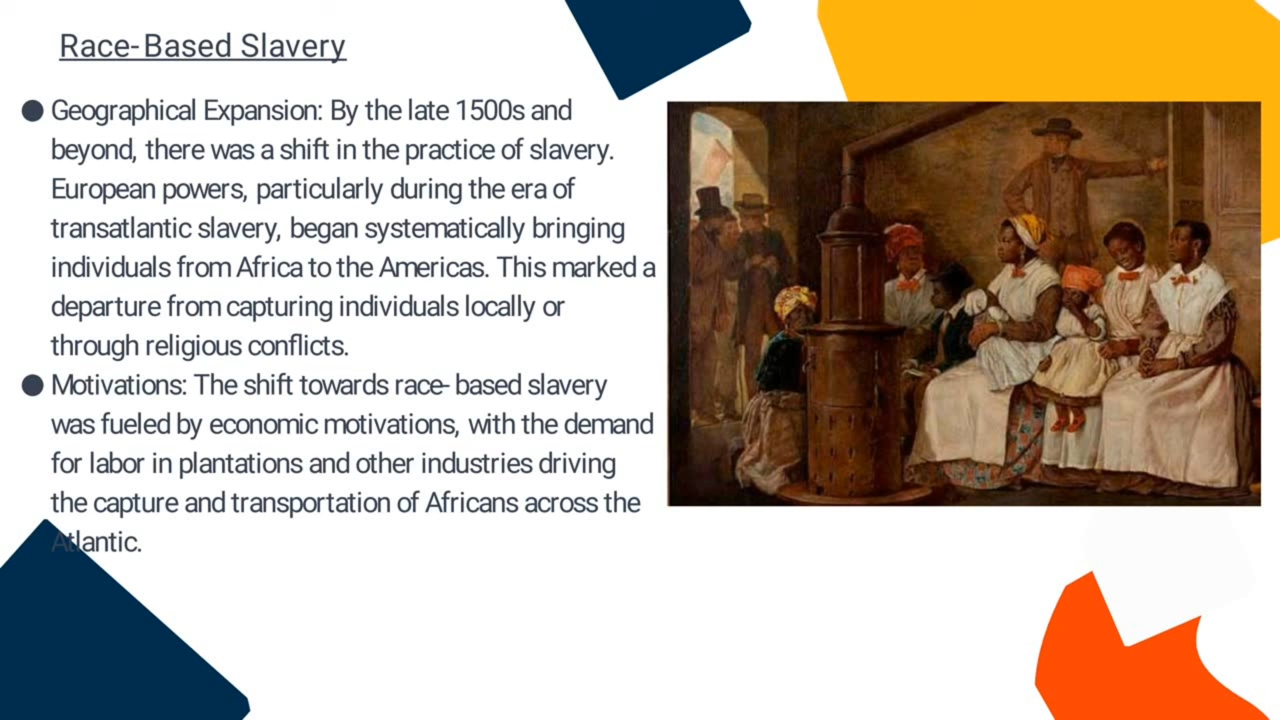 Race-Based Slavery
● Geographical Expansion: By the late 1500s and
beyond, there was a shift in the practice of slavery.
European powers, particularly during the era of
transatlantic slavery, began systematically bringing
individuals from Africa to the Americas. This marked a
departure from capturing individuals locally or
through religious conflicts.
● Motivations: The shift towards race- based slavery
was fueled by economic motivations, with the demand
for labor in plantations and other industries driving
the capture and transportation of Africans across the
Atlantic.